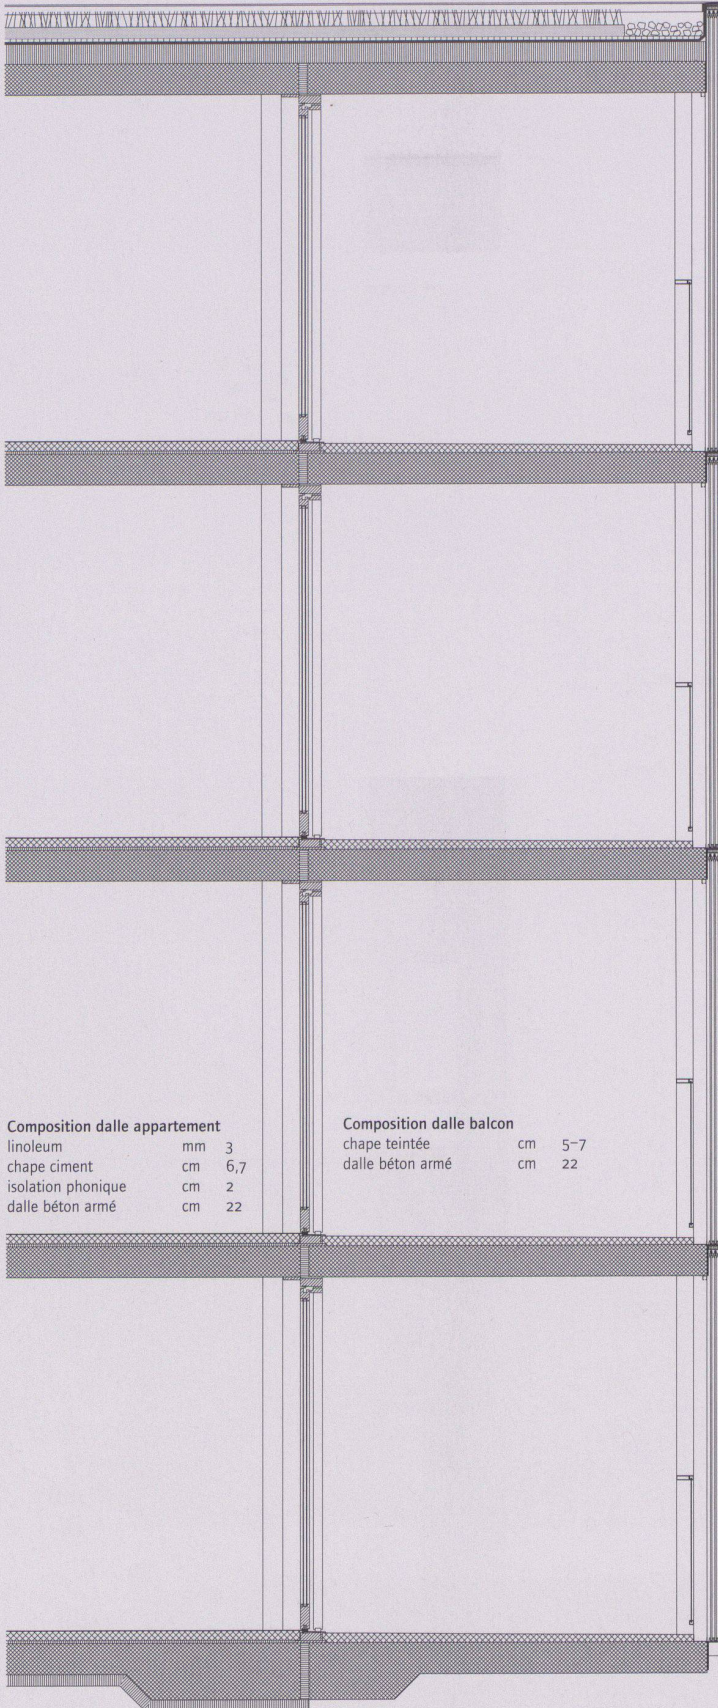 Composition dalle appartement
linoleum mm 3
chape ciment cm 6,7
isolation phonique cm 2
dalle béton armé cm 22
Composition dalle balcon
chape teintée cm 5–7
dalle béton armé cm 22